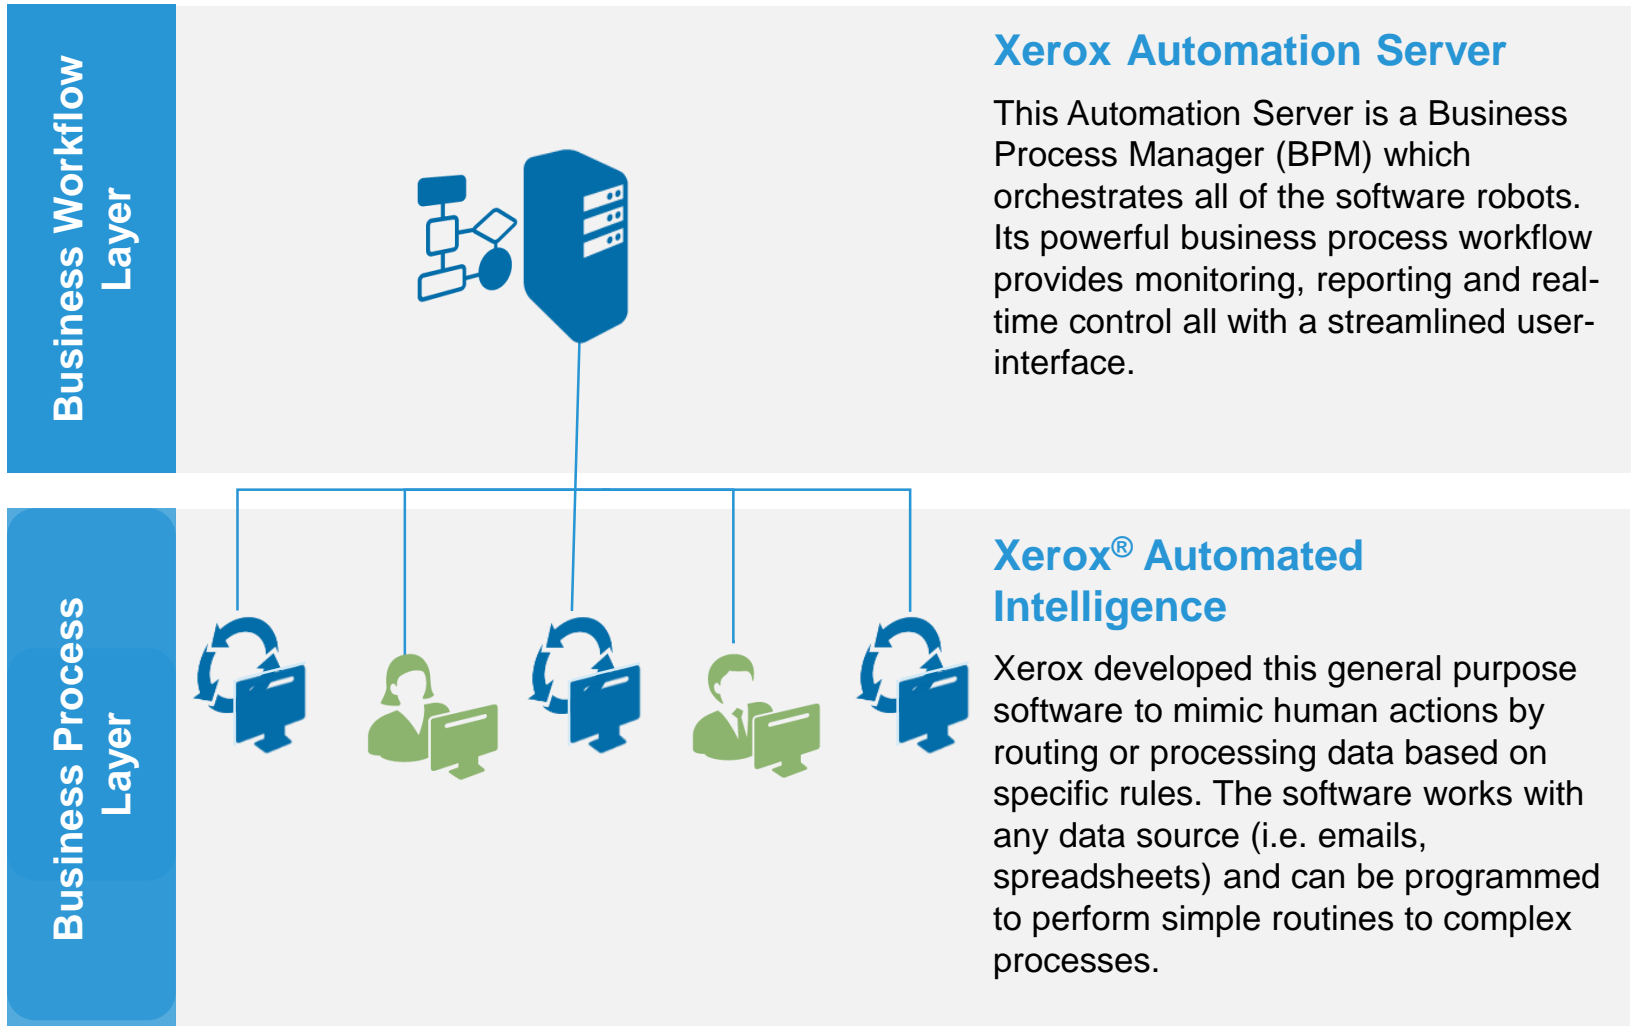 Business Workflow
Layer
Xerox Automation Server
This Automation Server is a Business
Process Manager (BPM) which
orchestrates all of the software robots.
Its powerful business process workflow
provides monitoring, reporting and real-
time control all with a streamlined user-
interface.
Business Process
Layer
Xerox® Automated
Intelligence
Xerox developed this general purpose
software to mimic human actions by
routing or processing data based on
specific rules. The software works with
any data source (i.e. emails,
spreadsheets) and can be programmed
to perform simple routines to complex
processes.